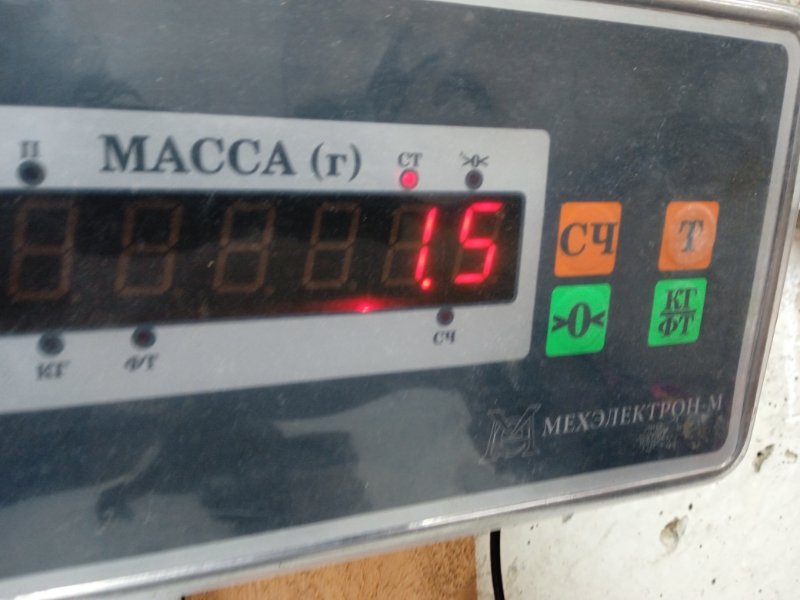 П
МАССА (г)
СТ
>0<
1.5
СЧ
Т
>0<
КГ
ФТ
КГ
ФТ
СЧ
МЕХЭЛЕКТРОН-М